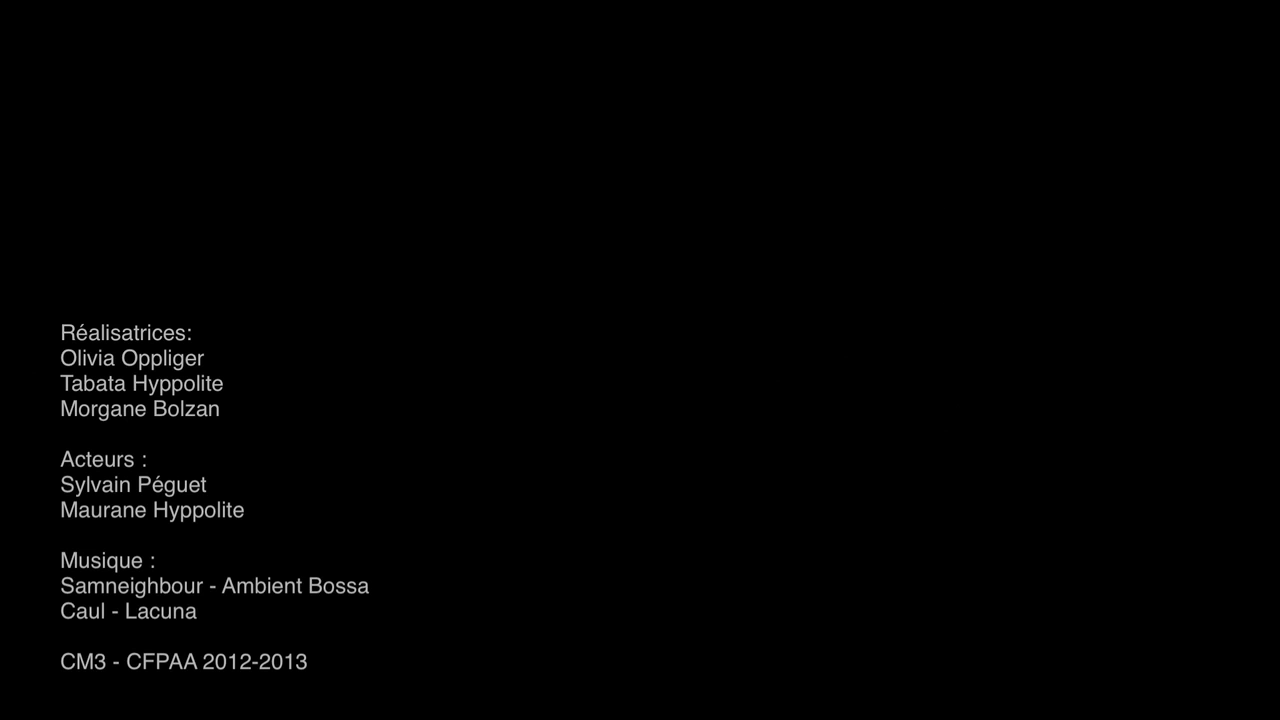 Réalisatrices:
Olivia Oppliger
Tabata Hyppolite
Morgane Bolzan
Acteurs :
Sylvain Péguet
Maurane Hyppolite
Musique :
Samneighbour - Ambient Bossa
Caul - Lacuna
CM3 - CFPAA 2012-2013